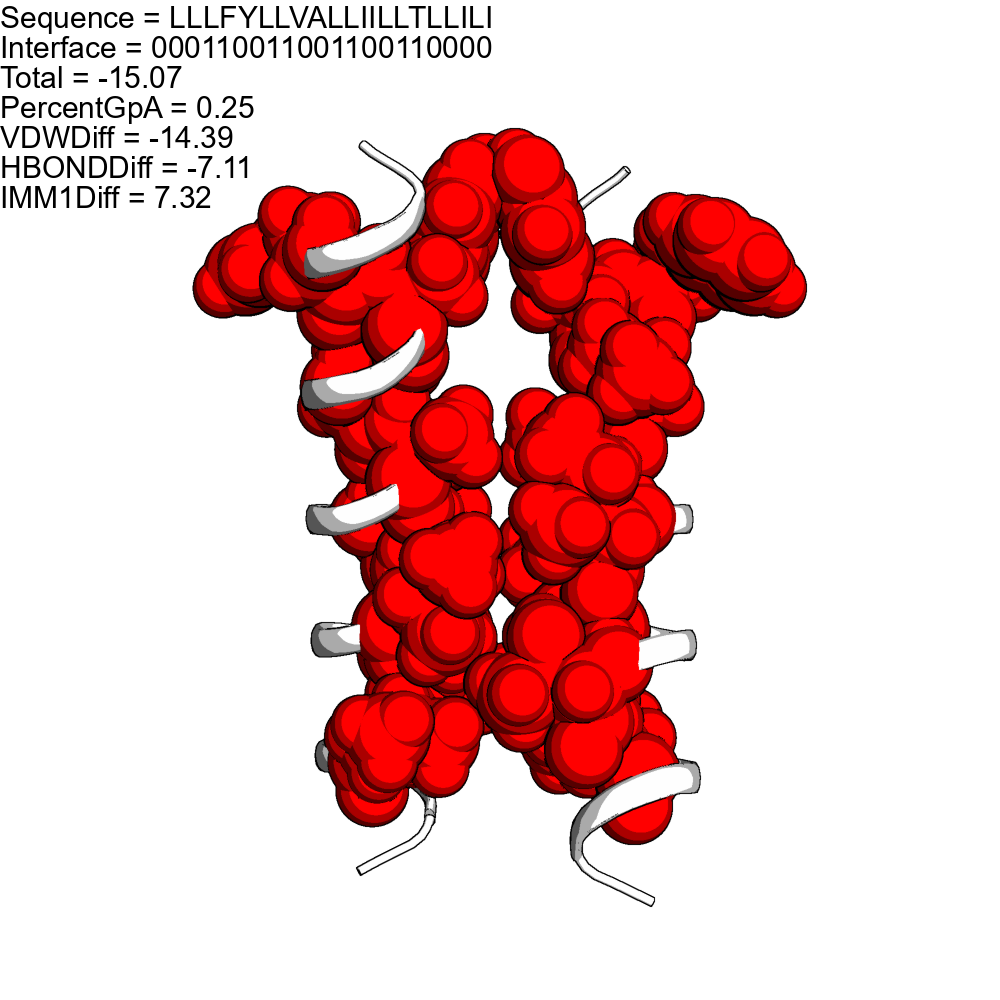 Sequence = LLLFYLLVALLIILLTLLILI
Interface = 000110011001100110000
Total = -15.07
PercentGpA = 0.25
VDWDiff = -14.39
HBONDDiff = -7.11
IMM1Diff = 7.32